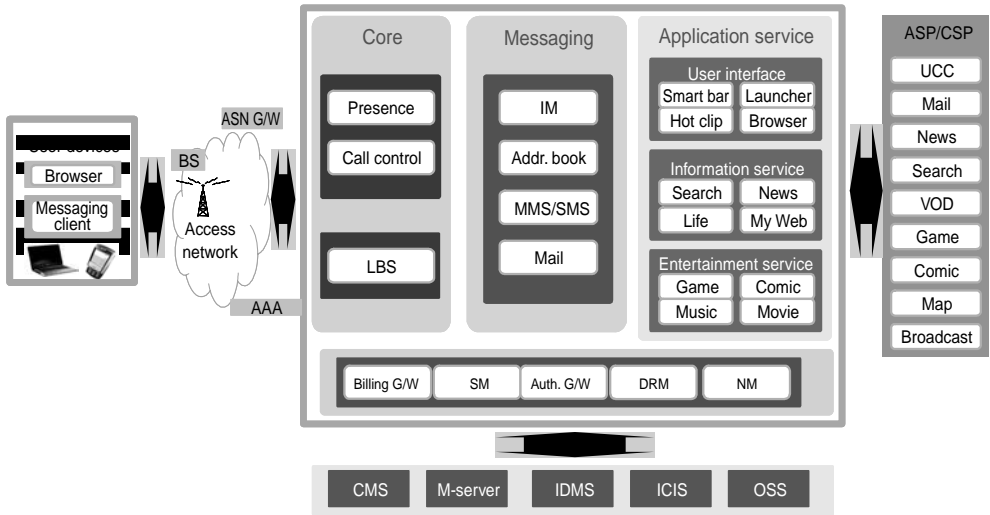 Core
Messaging
Application service
ASP/CSP
User interface
Smart bar
Launcher
Hot clip
Browser
Presence
Call control
LBS
IM
Addr. book
MMS/SMS
Mail
Information service
Search
News
Life
My Web
Entertainment service
Game
Comic
Music
Movie
UCC
Mail
News
Search
VOD
Game
Comic
Map
Broadcast
ASN G/W
BS
Access
network
AAA
Browser
Messaging
client
Billing G/W
SM
Auth. G/W
DRM
NM
CMS
M-server
IDMS
ICIS
OSS